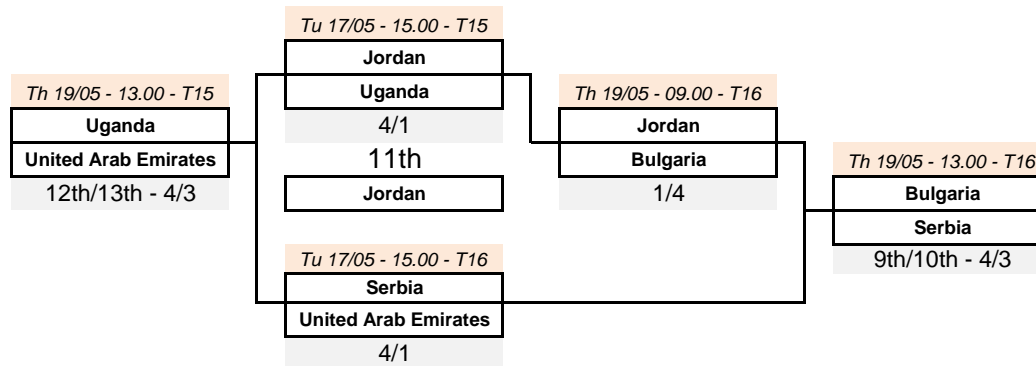 Tu 17/05 - 15.00 - T15
Jordan
Uganda
4/1
11th
Jordan
Tu 17/05 - 15.00 - T16
Serbia
United Arab Emirates
4/1
Th 19/05 - 13.00 - T15
Uganda
United Arab Emirates
12th/13th - 4/3
Th 19/05 - 09.00 - T16
Jordan
Bulgaria
1/4
Th 19/05 - 13.00 - T16
Bulgaria
Serbia
9th/10th - 4/3